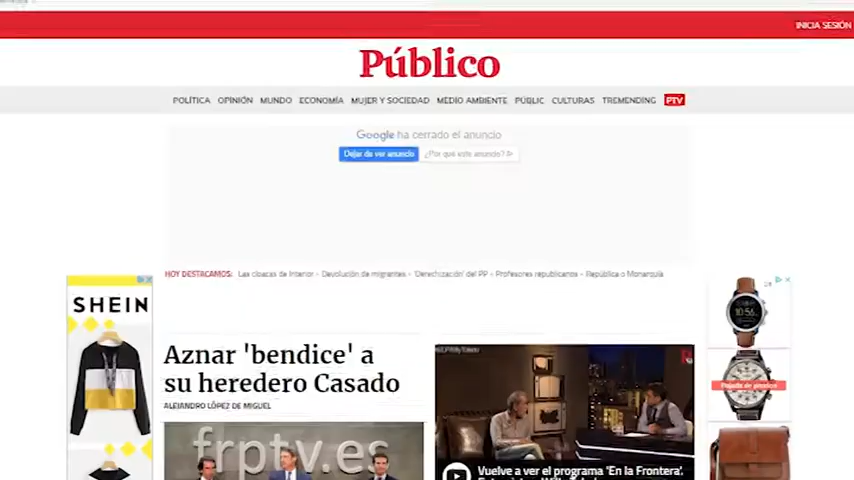 INICIA SESIÓN
Público
POLÍTICA OPINIÓN MUNDO ECONOMÍA MUJER Y SOCIEDAD MEDIO AMBIENTE PÚBLIC CULTURAS TREMENDING PTV
Google ha cerrado el anuncio
Dejar de ver anuncio ¿Por qué este anuncio?
HOY DESTACAMOS: Las cloacas de Interior - Devolución de migrantes - 'Derechización' del PP - Profesores republicanos - República o Monarquía
SHEIN
10:56
Aznar 'bendice' a
su heredero Casado
ALEJANDRO LÓPEZ DE MIGUEL
frptv.es
Vuelve a ver el programa 'En la Frontera',